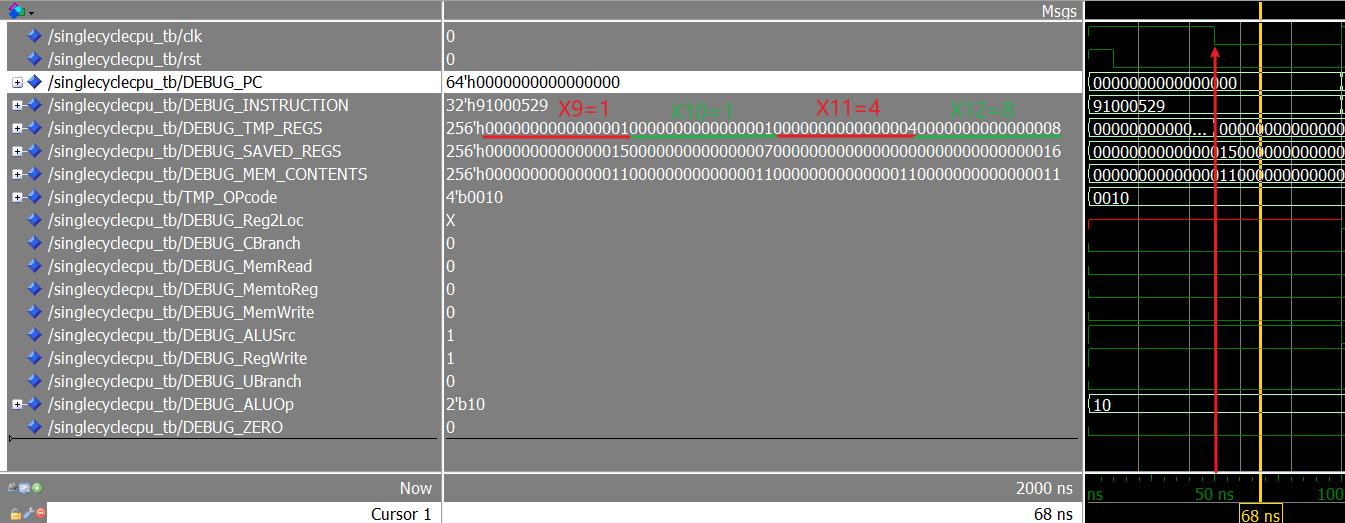 Msgs
/singlecyclecpu_tb/clk 0
/singlecyclecpu_tb/rst 0
/singlecyclecpu_tb/DEBUG_PC 64'h0000000000000000 0000000000000000
/singlecyclecpu_tb/DEBUG_INSTRUCTION 32'h91000529 91000529
X9=1 X10=1 X11=4 X12=8
/singlecyclecpu_tb/DEBUG_TMP_REGS 256'h0000000000000001000000000000000100000000000000040000000000000008 00000000000... 0000000000000
/singlecyclecpu_tb/DEBUG_SAVED_REGS 256'h0000000000000015000000000000000700000000000000000000000000000016 000000000000001500000000000
/singlecyclecpu_tb/DEBUG_MEM_CONTENTS 256'h0000000000000011000000000000001100000000000000110000000000000011 000000000000001100000000000
/singlecyclecpu_tb/TMP_OPcode 4'b0010 0010
/singlecyclecpu_tb/DEBUG_Reg2Loc X
/singlecyclecpu_tb/DEBUG_CBranch 0
/singlecyclecpu_tb/DEBUG_MemRead 0
/singlecyclecpu_tb/DEBUG_MemtoReg 0
/singlecyclecpu_tb/DEBUG_MemWrite 0
/singlecyclecpu_tb/DEBUG_ALUSrc 1
/singlecyclecpu_tb/DEBUG_RegWrite 1
/singlecyclecpu_tb/DEBUG_UBranch 0
/singlecyclecpu_tb/DEBUG_ALUOp 2'b10 10
/singlecyclecpu_tb/DEBUG_ZERO 0
Now 2000 ns ns 50 ns 100
Cursor 1 68 ns 68 ns